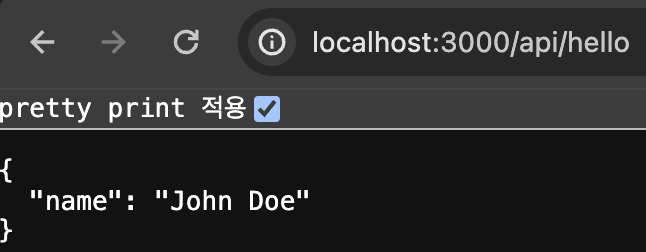 localhost:3000/api/hello
pretty print 적용
{
  "name": "John Doe"
}